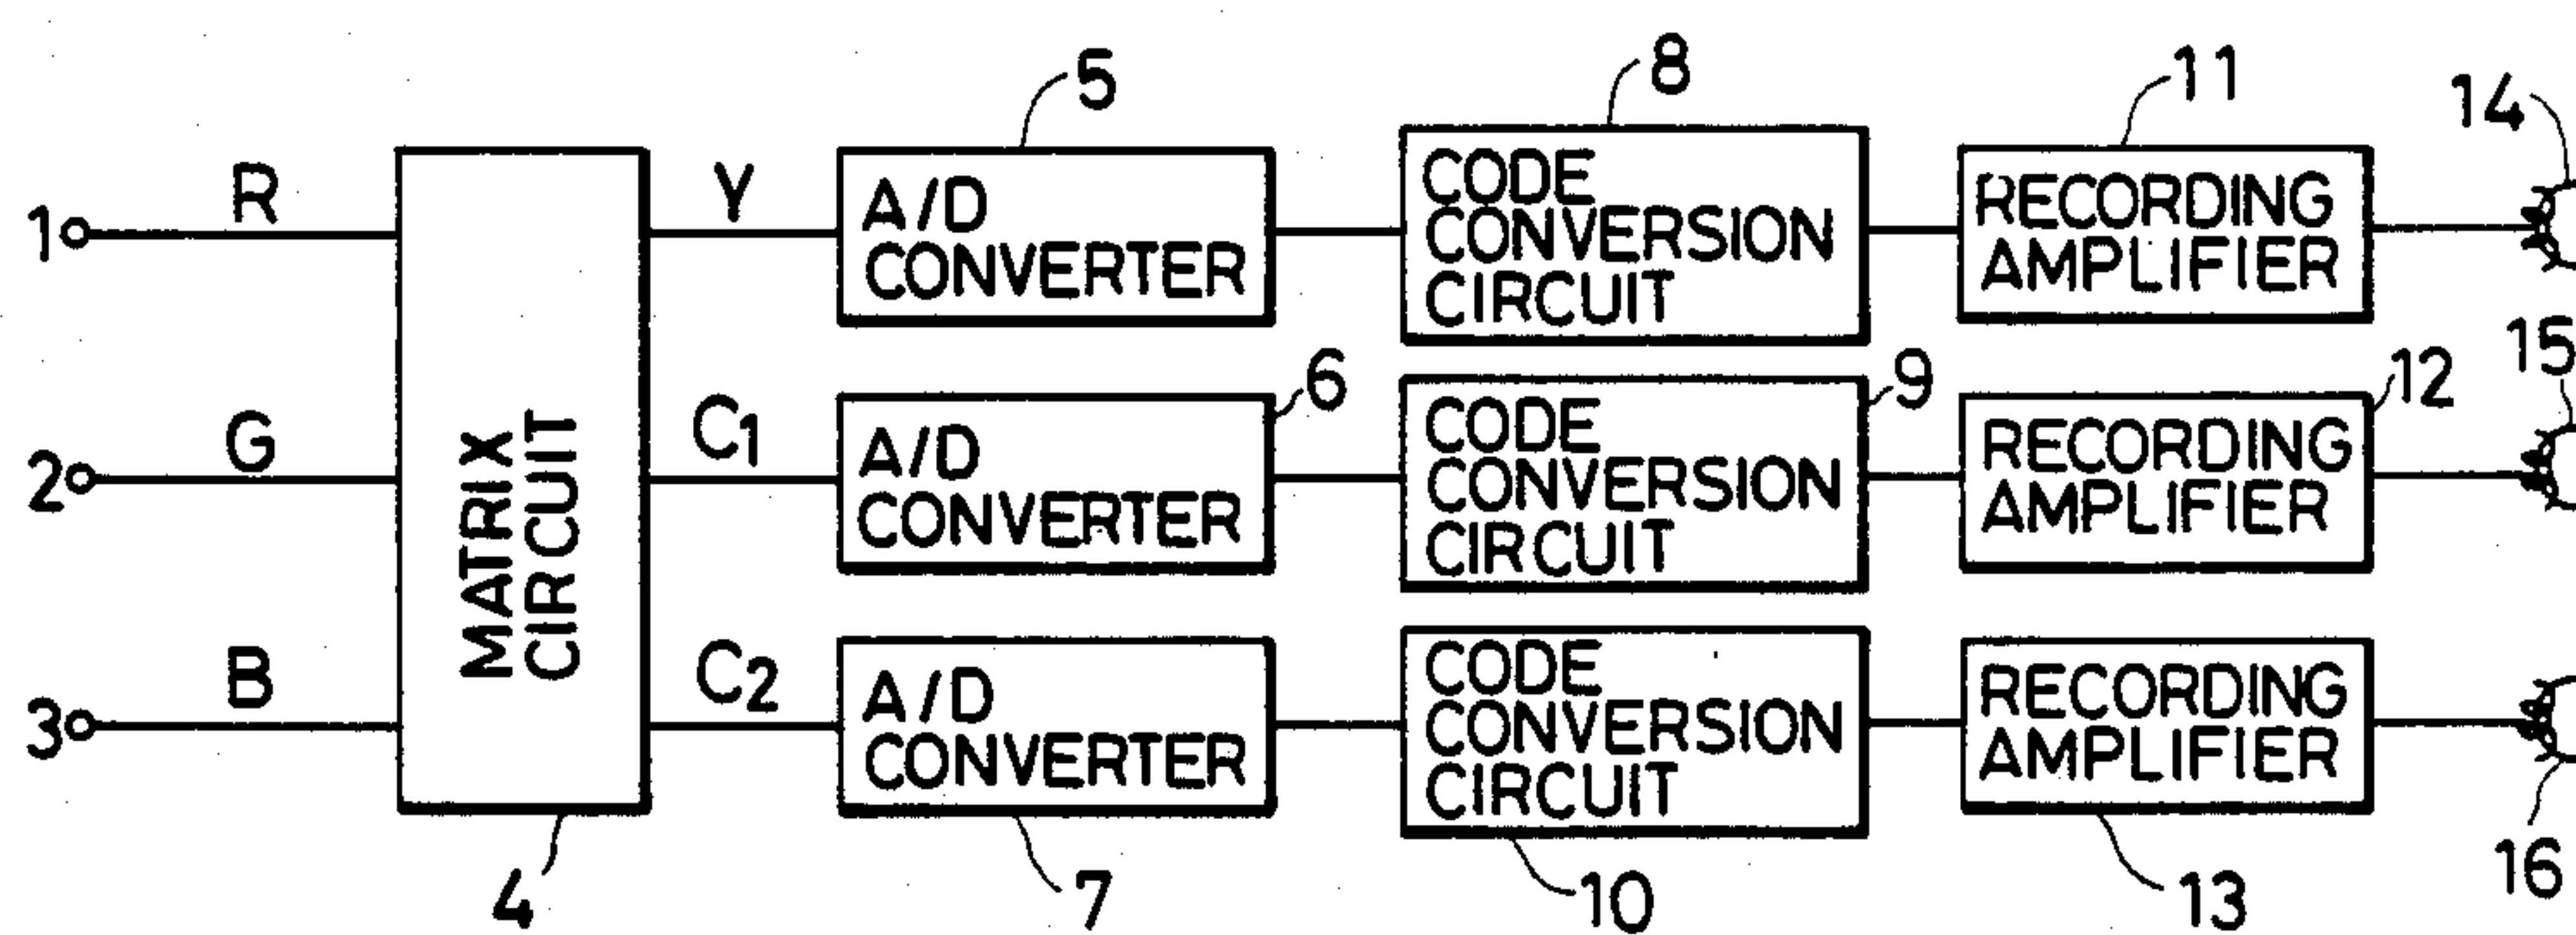 5
8
11
14
1
R
Y
A/D
CONVERTER
CODE
CONVERSION
CIRCUIT
RECORDING
AMPLIFIER
2
G
MATRIX
CIRCUIT
C1
6
A/D
CONVERTER
9
CODE
CONVERSION
CIRCUIT
12
RECORDING
AMPLIFIER
15
3
B
C2
A/D
CONVERTER
CODE
CONVERSION
CIRCUIT
RECORDING
AMPLIFIER
4
7
10
13
16